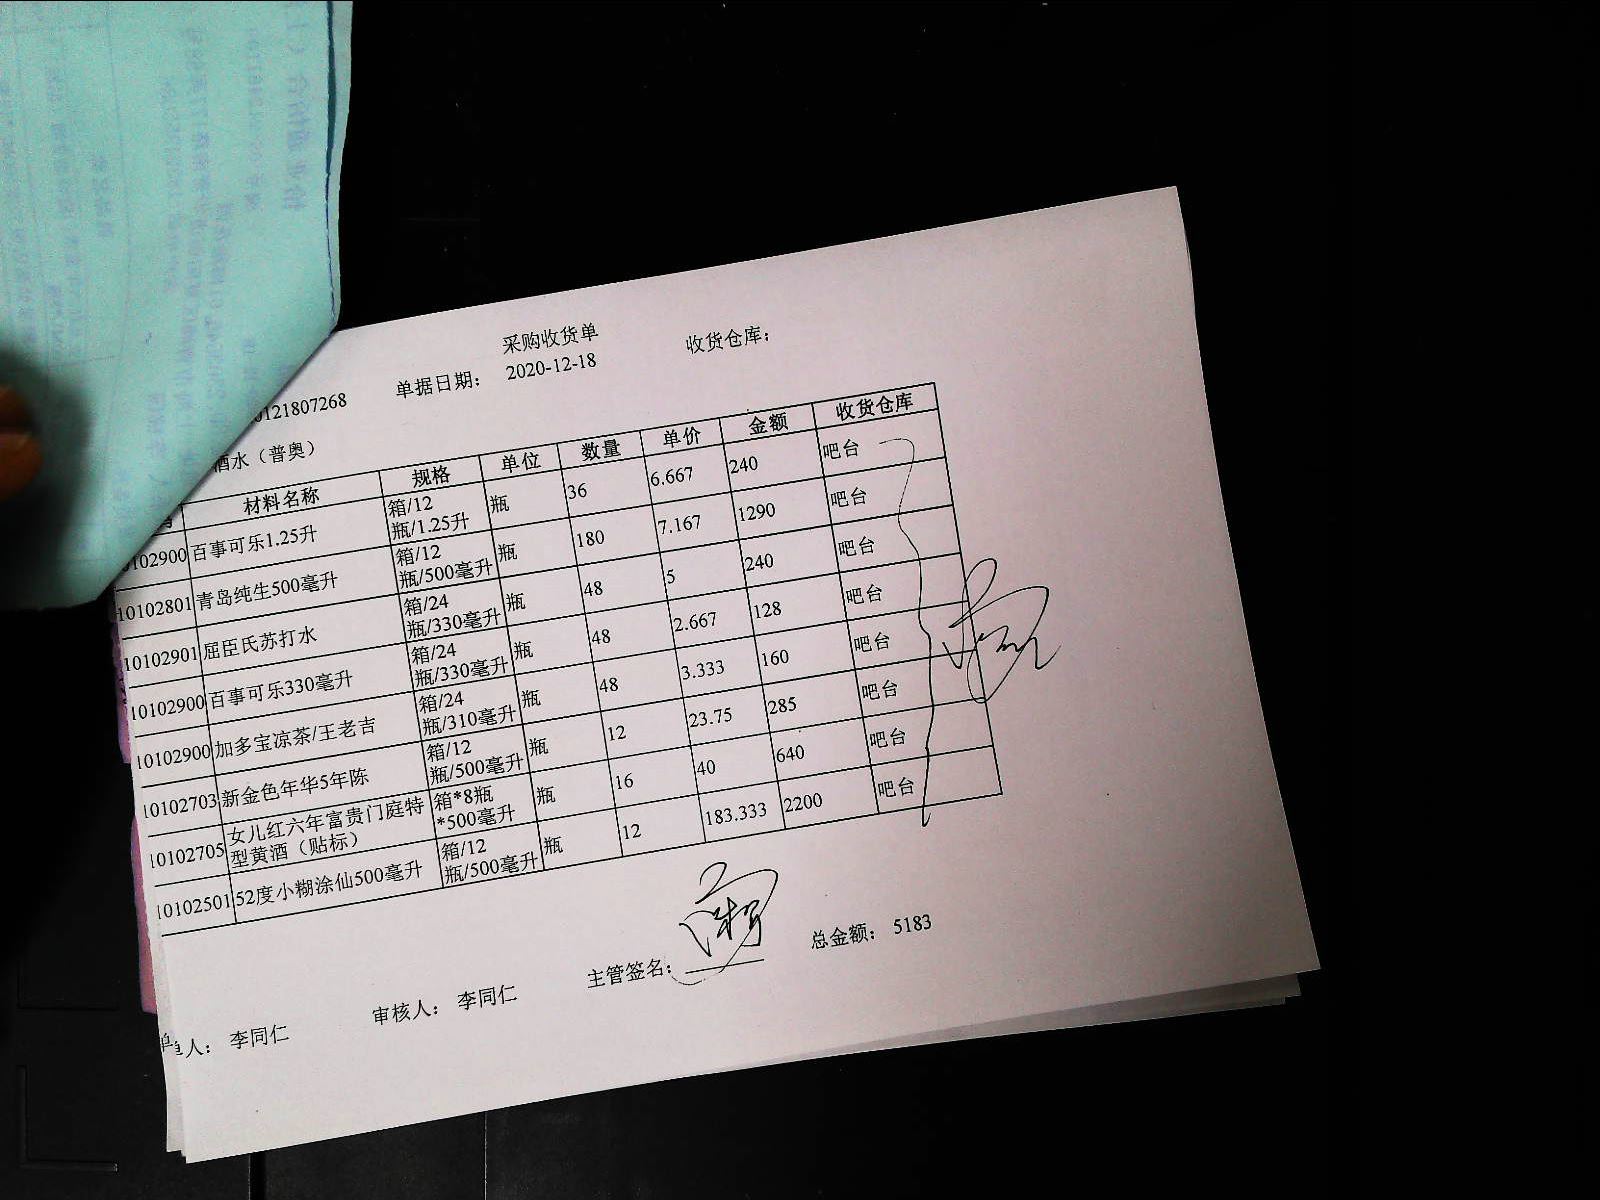 采购收货单
收货仓库：
0121807268 单据日期： 2020-12-18
酒水（普奥）
材料名称 规格 单位 数量 单价 金额 收货仓库
102900 百事可乐1.25升 箱/12瓶/1.25升 瓶 36 6.667 240 吧台
10102801 青岛纯生500毫升 箱/12瓶/500毫升 瓶 180 7.167 1290 吧台
10102901 屈臣氏苏打水 箱/24瓶/330毫升 瓶 48 5 240 吧台
10102900 百事可乐330毫升 箱/24瓶/330毫升 瓶 48 2.667 128 吧台
10102900 加多宝凉茶/王老吉 箱/24瓶/310毫升 瓶 48 3.333 160 吧台
10102703 新金色年华5年陈 箱/12瓶/500毫升 瓶 12 23.75 285 吧台
10102705 女儿红六年富贵门庭特型黄酒（贴标） 箱*8瓶*500毫升 瓶 16 40 640 吧台
10102501 52度小糊涂仙500毫升 箱/12瓶/500毫升 瓶 12 183.333 2200 吧台
单人： 李同仁 审核人： 李同仁 主管签名： 总金额： 5183